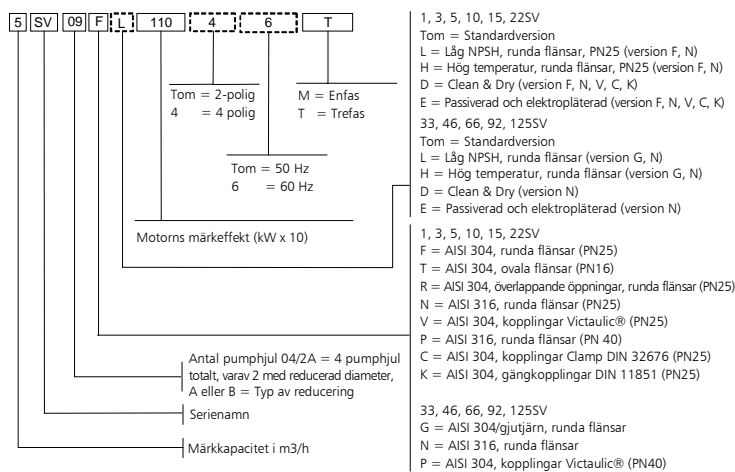 5 SV 09 F L 110 4 6 T
Tom = 2-polig
4 = 4 polig
M = Enfas
T = Trefas
Tom = 50 Hz
6 = 60 Hz
Motorns märkeffekt (kW x 10)
Antal pumphjul 04/2A = 4 pumphjul
totalt, varav 2 med reducerad diameter,
A eller B = Typ av reducering
Serienamn
Märkkapacitet i m3/h
1, 3, 5, 10, 15, 22SV
Tom = Standardversion
L = Låg NPSH, runda flänsar, PN25 (version F, N)
H = Hög temperatur, runda flänsar, PN25 (version F, N)
D = Clean & Dry (version F, N, V, C, K)
E = Passiverad och elektropläterad (version F, N, V, C, K)
33, 46, 66, 92, 125SV
Tom = Standardversion
L = Låg NPSH, runda flänsar (version G, N)
H = Hög temperatur, runda flänsar (version G, N)
D = Clean & Dry (version N)
E = Passiverad och elektropläterad (version N)
1, 3, 5, 10, 15, 22SV
F = AISI 304, runda flänsar (PN25)
T = AISI 304, ovala flänsar (PN16)
R = AISI 304, överlappande öppningar, runda flänsar (PN25)
N = AISI 316, runda flänsar (PN25)
V = AISI 304, kopplingar Victaulic® (PN25)
P = AISI 316, runda flänsar (PN 40)
C = AISI 304, kopplingar Clamp DIN 32676 (PN25)
K = AISI 304, gängkopplingar DIN 11851 (PN25)
33, 46, 66, 92, 125SV
G = AISI 304/gjutjärn, runda flänsar
N = AISI 316, runda flänsar
P = AISI 304, kopplingar Victaulic® (PN40)